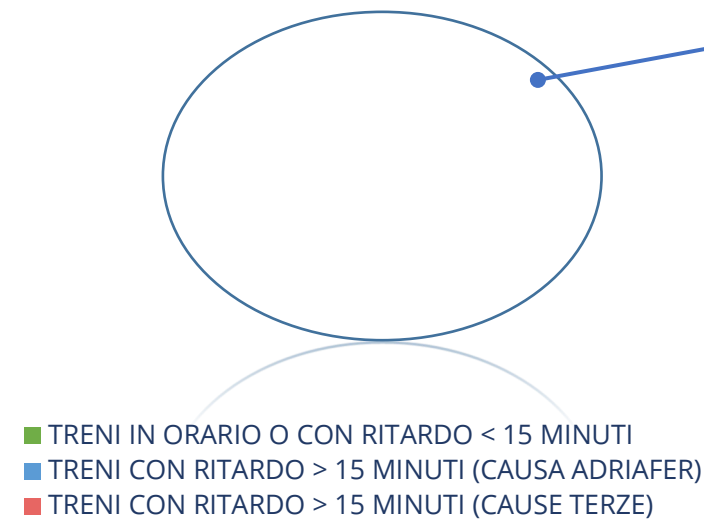 TRENI IN ORARIO O CON RITARDO < 15 MINUTI
TRENI CON RITARDO > 15 MINUTI (CAUSA ADRIAFER)
TRENI CON RITARDO > 15 MINUTI (CAUSE TERZE)